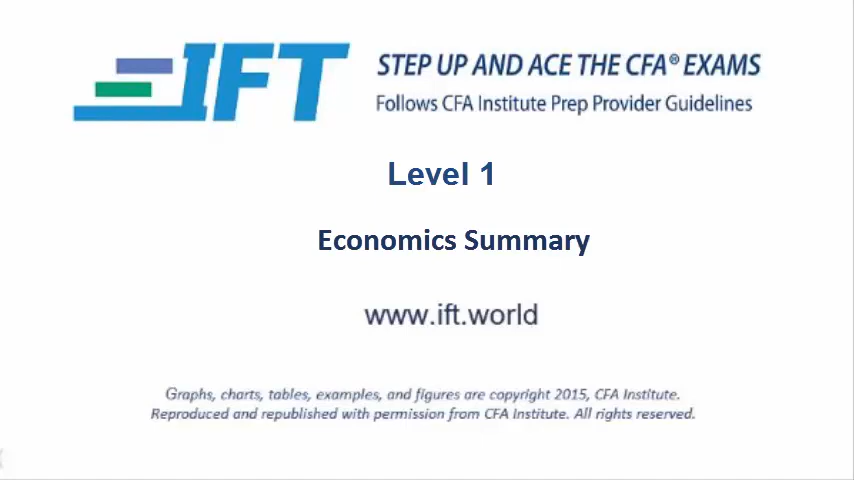 IFT
STEP UP AND ACE THE CFA® EXAMS
Follows CFA Institute Prep Provider Guidelines
Level 1
Economics Summary
www.ift.world
Graphs, charts, tables, examples, and figures are copyright 2015, CFA Institute.
Reproduced and republished with permission from CFA Institute. All rights reserved.